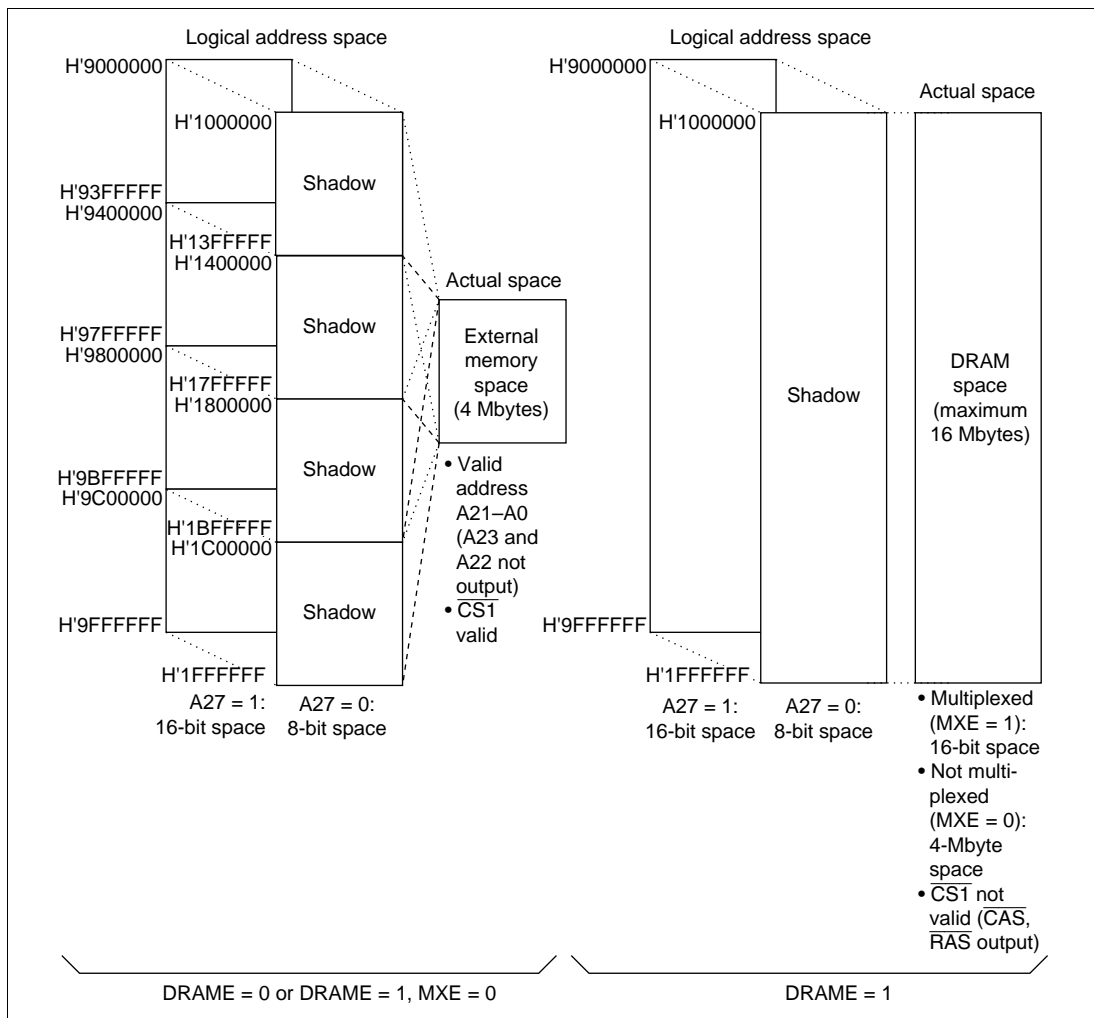 Logical address space
H'9000000
H'1000000
Shadow
H'93FFFFF
H'9400000
H'13FFFFF
H'1400000
Shadow
H'97FFFFF
H'9800000
H'17FFFFF
H'1800000
Shadow
H'9BFFFFF
H'9C00000
H'1BFFFFF
H'1C00000
Shadow
H'9FFFFFF
H'1FFFFFF
A27 = 1:
16-bit space
A27 = 0:
8-bit space
Actual space
External
memory
space
(4 Mbytes)
• Valid
address
A21–A0
(A23 and
A22 not
output)
• C̅S̅1̅
valid
DRAME = 0 or DRAME = 1, MXE = 0
Logical address space
H'9000000
H'1000000
Shadow
H'9FFFFFF
H'1FFFFFF
A27 = 1:
16-bit space
A27 = 0:
8-bit space
Actual space
DRAM
space
(maximum
16 Mbytes)
• Multiplexed
(MXE = 1):
16-bit space
• Not multi-
plexed
(MXE = 0):
4-Mbyte
space
• C̅S̅1̅ not
valid (C̅A̅S̅,
R̅A̅S̅ output)
DRAME = 1